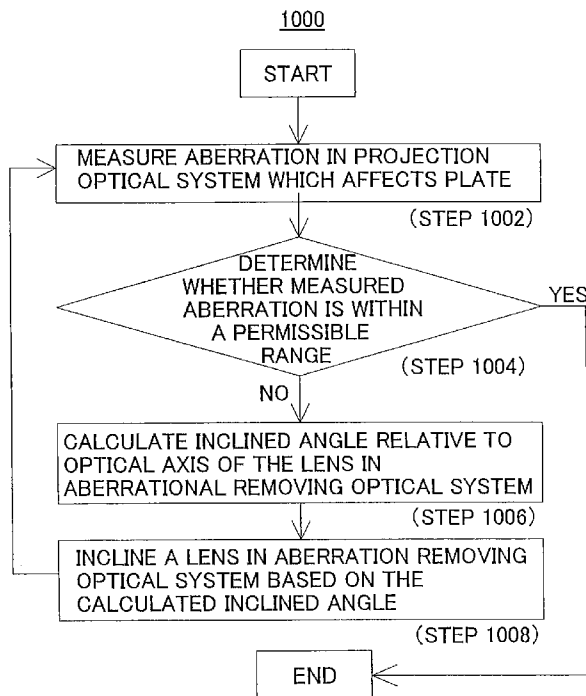 1000
START
MEASURE ABERRATION IN PROJECTION
OPTICAL SYSTEM WHICH AFFECTS PLATE
(STEP 1002)
DETERMINE
WHETHER MEASURED
ABERRATION IS WITHIN
A PERMISSIBLE
RANGE
YES
(STEP 1004)
NO
CALCULATE INCLINED ANGLE RELATIVE TO
OPTICAL AXIS OF THE LENS IN
ABERRATIONAL REMOVING OPTICAL SYSTEM
(STEP 1006)
INCLINE A LENS IN ABERRATION REMOVING
OPTICAL SYSTEM BASED ON THE
CALCULATED INCLINED ANGLE
(STEP 1008)
END